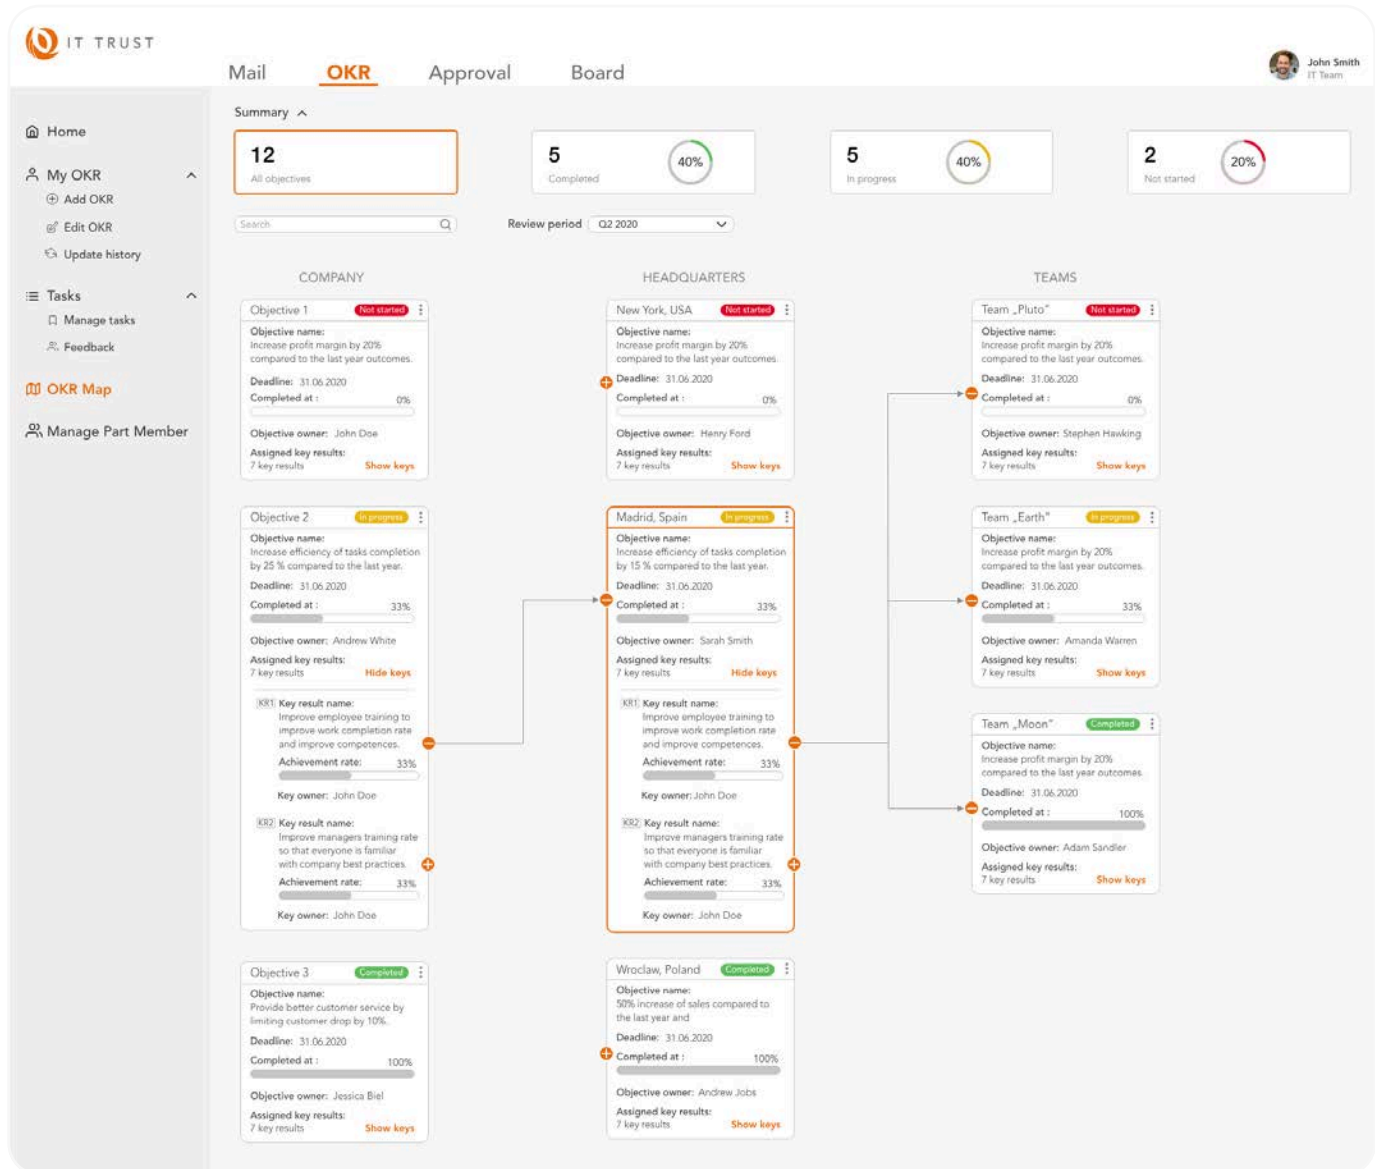 IT TRUST
Mail
OKR
Approval
Board
John Smith
IT Team
Home
My OKR
Add OKR
Edit OKR
Update history
Tasks
Manage tasks
Feedback
OKR Map
Manage Part Member
Summary
12
All objectives
5
Completed
40%
5
In progress
40%
2
Not started
20%
Search
Review period
Q2 2020
COMPANY
Objective 1
Not started
Objective name:
Increase profit margin by 20%
compared to the last year outcomes.
Deadline: 31.06.2020
Completed at : 0%
Objective owner: John Doe
Assigned key results:
7 key results
Show keys
Objective 2
In progress
Objective name:
Increase efficiency of tasks completion
by 25 % compared to the last year.
Deadline: 31.06.2020
Completed at : 33%
Objective owner: Andrew White
Assigned key results:
7 key results
Hide keys
KR1 Key result name:
Improve employee training to
improve work completion rate
and improve competences.
Achievement rate: 33%
Key owner: John Doe
KR2 Key result name:
Improve managers training rate
so that everyone is familiar
with company best practices.
Achievement rate: 33%
Key owner: John Doe
Objective 3
Completed
Objective name:
Provide better customer service by
limiting customer drop by 10%.
Deadline: 31.06.2020
Completed at : 100%
Objective owner: Jessica Biel
Assigned key results:
7 key results
Show keys
HEADQUARTERS
New York, USA
Not started
Objective name:
Increase profit margin by 20%
compared to the last year outcomes.
Deadline: 31.06.2020
Completed at : 0%
Objective owner: Henry Ford
Assigned key results:
7 key results
Show keys
Madrid, Spain
In progress
Objective name:
Increase efficiency of tasks completion
by 15 % compared to the last year.
Deadline: 31.06.2020
Completed at : 33%
Objective owner: Sarah Smith
Assigned key results:
7 key results
Hide keys
KR1 Key result name:
Improve employee training to
improve work completion rate
and improve competences.
Achievement rate: 33%
Key owner: John Doe
KR2 Key result name:
Improve managers training rate
so that everyone is familiar
with company best practices.
Achievement rate: 33%
Key owner: John Doe
Wroclaw, Poland
Completed
Objective name:
50% increase of sales compared to
the last year and
Deadline: 31.06.2020
Completed at : 100%
Objective owner: Andrew Jobs
Assigned key results:
7 key results
Show keys
TEAMS
Team „Pluto"
Not started
Objective name:
Increase profit margin by 20%
compared to the last year outcomes.
Deadline: 31.06.2020
Completed at : 0%
Objective owner: Stephen Hawking
Assigned key results:
7 key results
Show keys
Team „Earth"
In progress
Objective name:
Increase profit margin by 20%
compared to the last year outcomes.
Deadline: 31.06.2020
Completed at : 33%
Objective owner: Amanda Warren
Assigned key results:
7 key results
Show keys
Team „Moon"
Completed
Objective name:
Increase profit margin by 20%
compared to the last year outcomes.
Deadline: 31.06.2020
Completed at : 100%
Objective owner: Adam Sandler
Assigned key results:
7 key results
Show keys